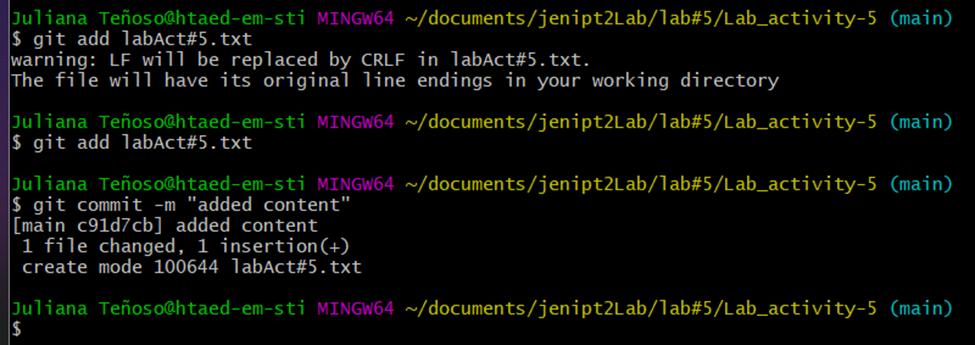 Juliana Teñoso@htaed-em-sti MINGW64 ~/documents/jenipt2Lab/lab#5/Lab_activity-5 (main)
$ git add labAct#5.txt
warning: LF will be replaced by CRLF in labAct#5.txt.
The file will have its original line endings in your working directory
Juliana Teñoso@htaed-em-sti MINGW64 ~/documents/jenipt2Lab/lab#5/Lab_activity-5 (main)
$ git add labAct#5.txt
Juliana Teñoso@htaed-em-sti MINGW64 ~/documents/jenipt2Lab/lab#5/Lab_activity-5 (main)
$ git commit -m "added content"
[main c91d7cb] added content
 1 file changed, 1 insertion(+)
 create mode 100644 labAct#5.txt
Juliana Teñoso@htaed-em-sti MINGW64 ~/documents/jenipt2Lab/lab#5/Lab_activity-5 (main)
$